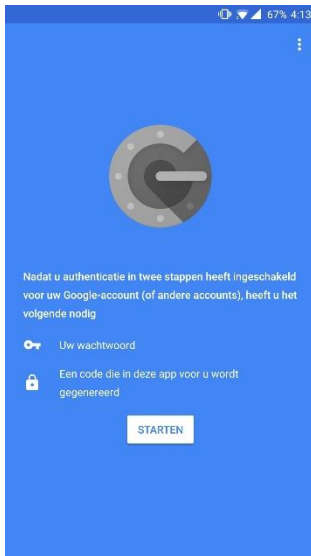 67% 4:13
Nadat u authenticatie in twee stappen heeft ingeschakeld
voor uw Google-account (of andere accounts), heeft u het
volgende nodig
Uw wachtwoord
Een code die in deze app voor u wordt
gegenereerd
STARTEN